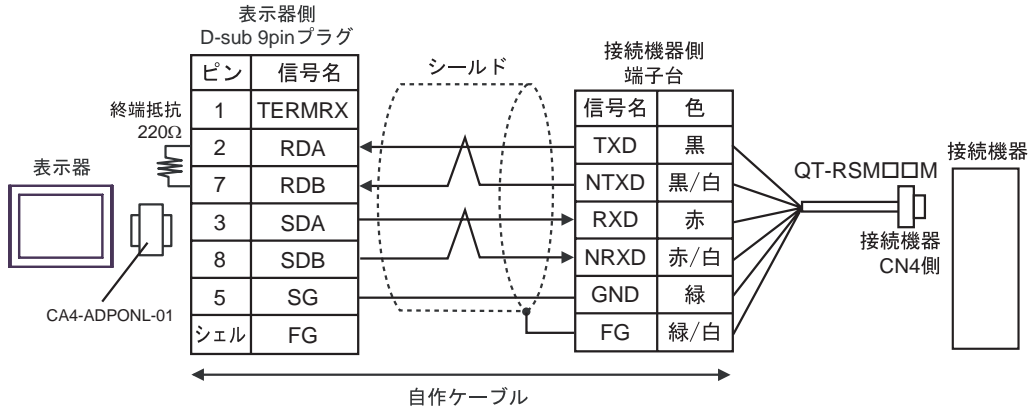 表示器側
D-sub 9pinプラグ
ピン 信号名
1 TERMRX
2 RDA
7 RDB
3 SDA
8 SDB
5 SG
シェル FG
終端抵抗
220Ω
表示器
CA4-ADPONL-01
シールド
接続機器側
端子台
信号名 色
TXD 黒
NTXD 黒/白
RXD 赤
NRXD 赤/白
GND 緑
FG 緑/白
QT-RSM□□M
接続機器
CN4側
接続機器
自作ケーブル